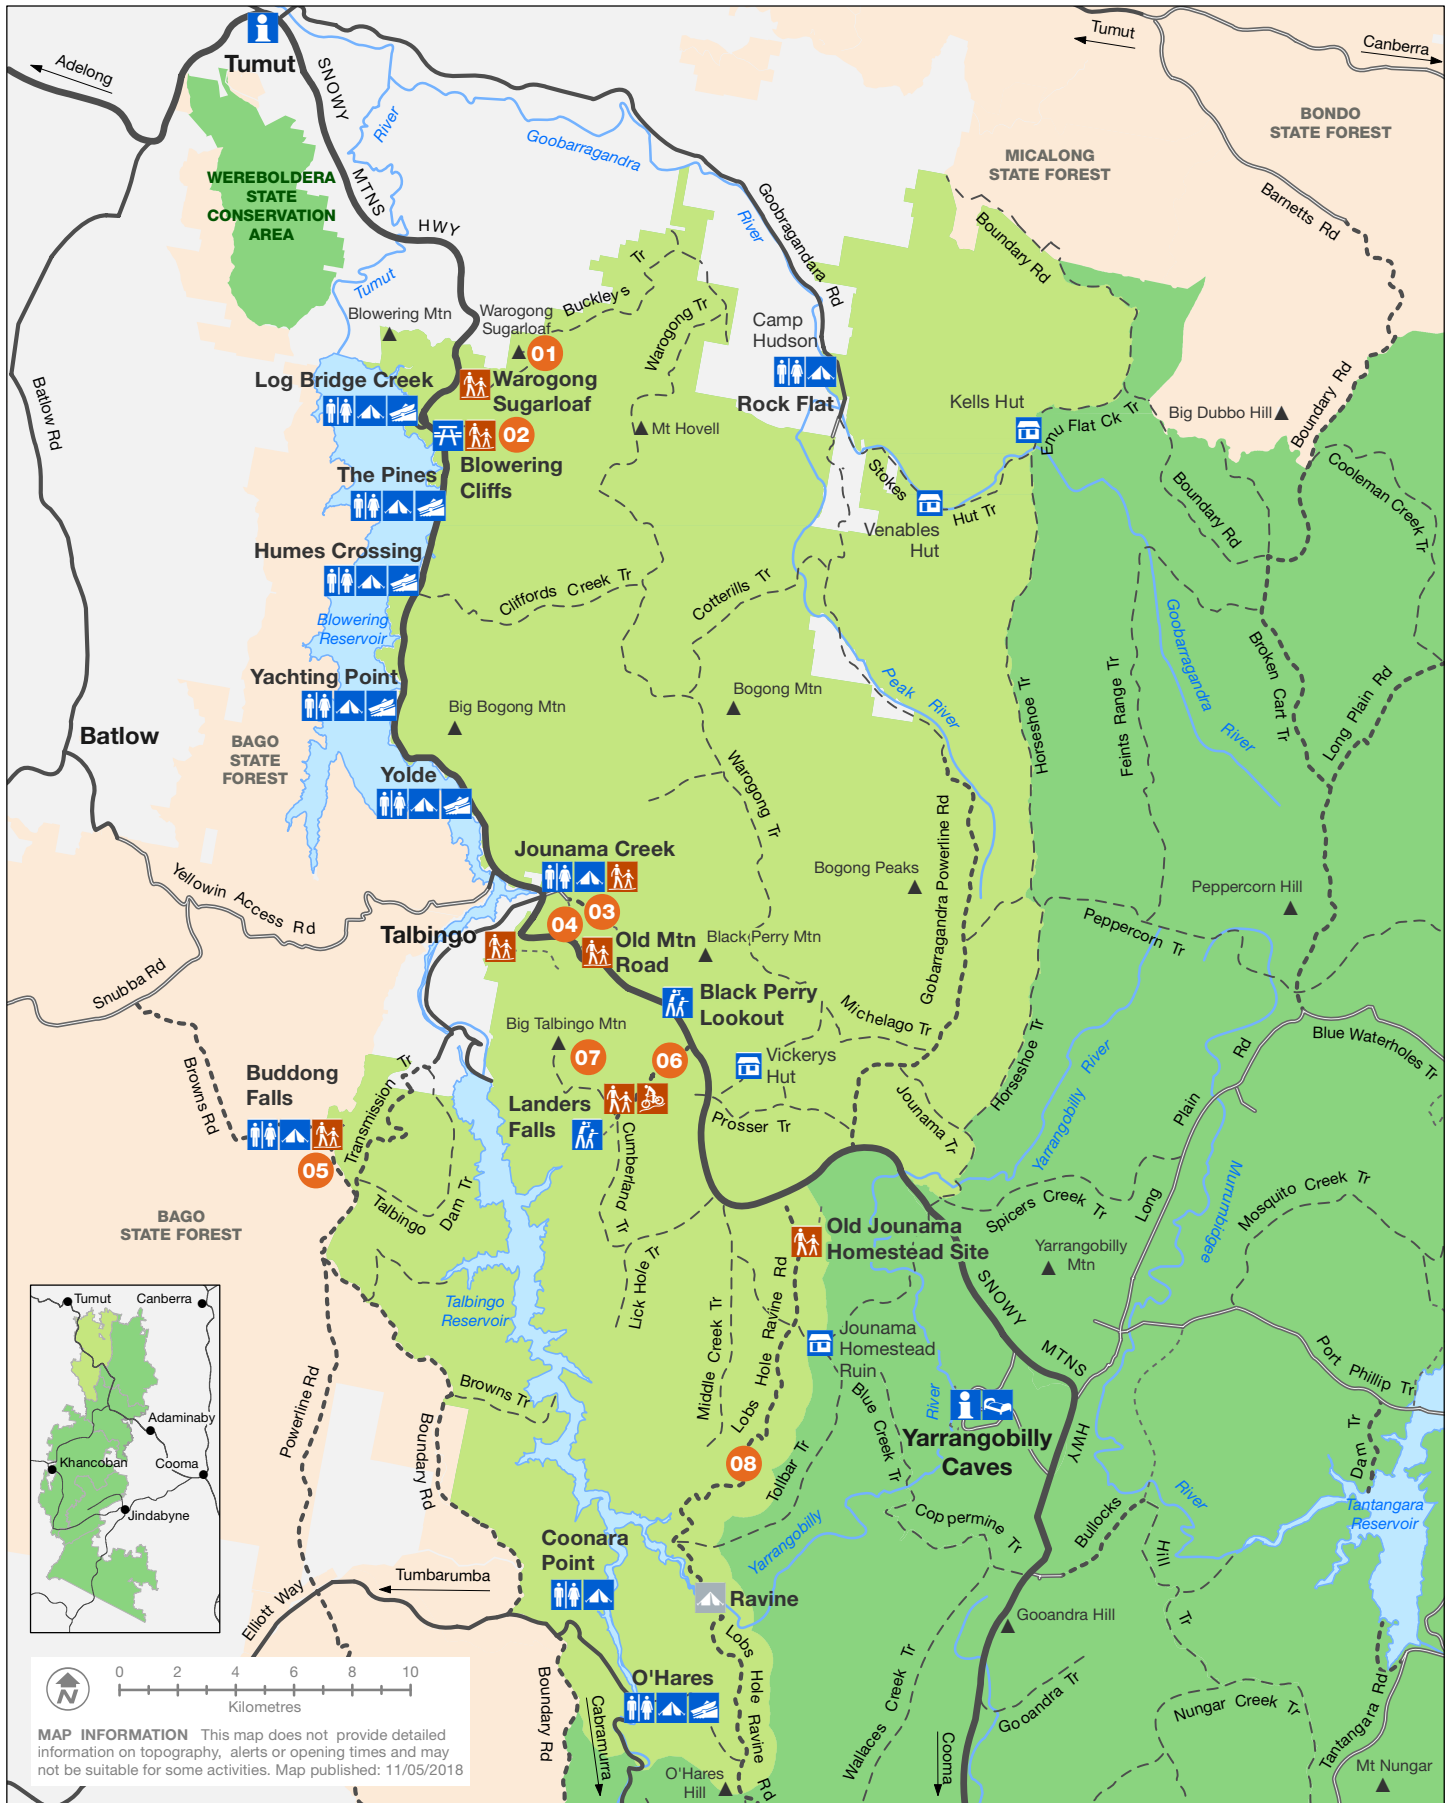 Tumut
Adelong
Tumut
Canberra
SNOWY
MTNS
HWY
River
Goobarragandra
River
BONDO
STATE FOREST
MICALONG
STATE FOREST
WEREBOLDERA
STATE
CONSERVATION
AREA
Goobragandara Rd
Barnetts Rd
Boundary Rd
Tumut
Buckleys Tr
Blowering Mtn
Warogong
Sugarloaf
01
Warogong Tr
Camp
Hudson
Rock Flat
Log Bridge Creek
Warogong
Sugarloaf
Batlow Rd
02
Mt Hovell
Kells Hut
Emu Flat Ck Tr
Big Dubbo Hill
Boundary Rd
Blowering
Cliffs
The Pines
Stokes
Hut Tr
Venables
Hut
Boundary Rd
Cooleman Creek Tr
Humes Crossing
Cliffords Creek Tr
Cotterills Tr
Blowering
Reservoir
Goobarragandra
River
Broken Cart Tr
Long Plain Rd
Yachting Point
Big Bogong Mtn
Bogong Mtn
Peak River
Horseshoe Tr
Feints Range Tr
Batlow
BAGO
STATE
FOREST
Yolde
Warogong Tr
Gobarragandra Powerline Rd
Jounama Creek
Bogong Peaks
Peppercorn Hill
Yellowin Access Rd
03
04
Talbingo
Old Mtn
Road
Black Perry Mtn
Peppercorn Tr
Snubba Rd
Black Perry
Lookout
Michelago Tr
Blue Waterholes Tr
Big Talbingo Mtn
07
06
Vickerys
Hut
Horseshoe Tr
Yarrangobilly River
Long Plain Rd
Browns Rd
Buddong
Falls
Transmission Tr
Landers
Falls
Prosser Tr
Jounama Tr
05
Cumberland Tr
Murrumbidgee
Mosquito Creek Tr
Talbingo
Dam Tr
Spicers Creek Tr
BAGO
STATE FOREST
Old Jounama
Homestead Site
Yarrangobilly
Mtn
Lick Hole Tr
SNOWY
MTNS
HWY
Tumut
Canberra
Adaminaby
Khancoban
Cooma
Jindabyne
Talbingo
Reservoir
Middle Creek Tr
Lobs Hole Ravine Rd
Jounama
Homestead
Ruin
Port Phillip Tr
Powerline Rd
Browns Tr
Boundary Rd
Blue Creek Tr
River
Yarrangobilly
Caves
Dam Tr
08
Tollbar Tr
River
Tantangara
Reservoir
Coppermine Tr
Bullocks
Hill
Tr
Coonara
Point
Yarrangobilly
Tumbarumba
Elliott Way
Ravine
Gooandra Hill
Lobs Hole Ravine Rd
O'Hares
Boundary Rd
Cabramurra
Wallaces Creek Tr
Gooandra Tr
Nungar Creek Tr
Tantangara Rd
Cooma
O'Hares
Hill
Mt Nungar
0 2 4 6 8 10
Kilometres
N
MAP INFORMATION This map does not provide detailed
information on topography, alerts or opening times and may
not be suitable for some activities. Map published: 11/05/2018